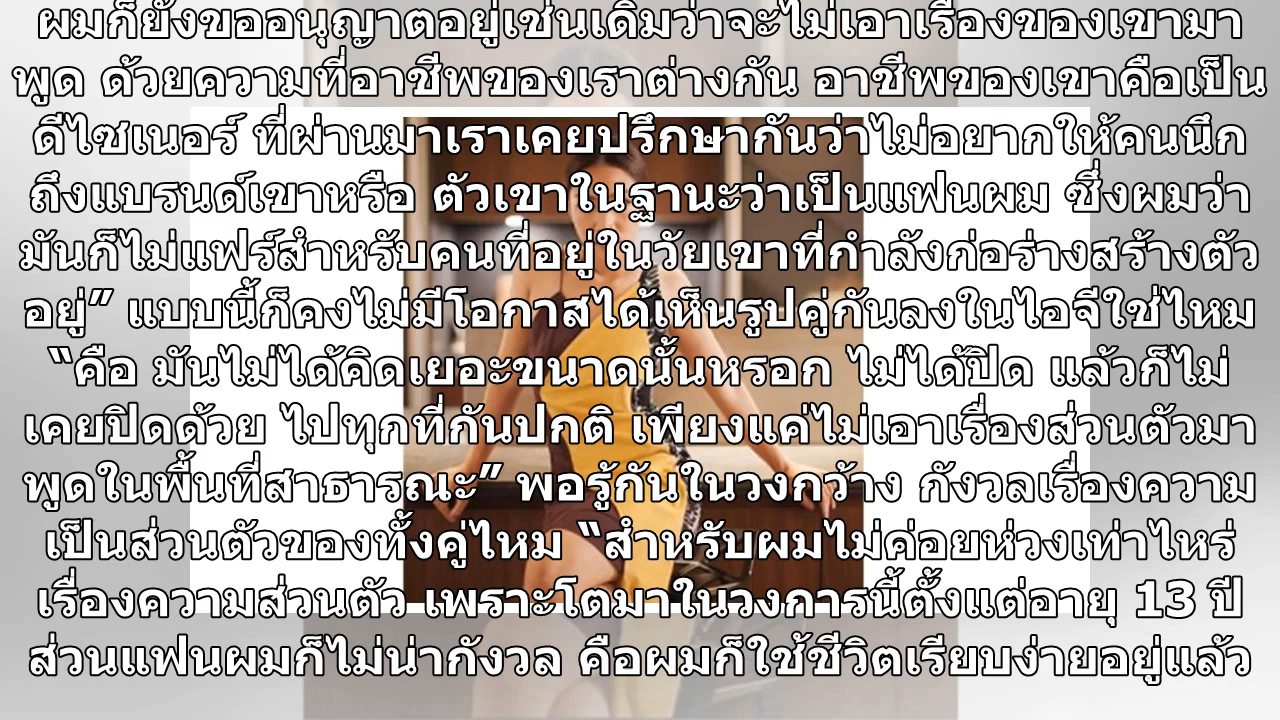 ผมก็ยังขออนุญาตอยู่เช่นเดิมว่าจะไม่เอาเรื่องของเขามา
พูด ด้วยความที่อาชีพของเราต่างกัน อาชีพของเขาคือเป็น
ดีไซเนอร์ ที่ผ่านมาเราเคยปรึกษากันว่าไม่อยากให้คนนึก
ถึงแบรนด์เขาหรือ ตัวเขาในฐานะว่าเป็นแฟนผม ซึ่งผมว่า
มันก็ไม่แฟร์สำหรับคนที่อยู่ในวัยเขาที่กำลังก่อร่างสร้างตัว
อยู่” แบบนี้ก็คงไม่มีโอกาสได้เห็นรูปคู่กันลงในไอจีใช่ไหม
“คือ มันไม่ได้คิดเยอะขนาดนั้นหรอก ไม่ได้ปิด แล้วก็ไม่
เคยปิดด้วย ไปทุกที่กันปกติ เพียงแค่ไม่เอาเรื่องส่วนตัวมา
พูดในพื้นที่สาธารณะ” พอรู้กันในวงกว้าง กังวลเรื่องความ
เป็นส่วนตัวของทั้งคู่ไหม “สำหรับผมไม่ค่อยห่วงเท่าไหร่
เรื่องความส่วนตัว เพราะโตมาในวงการนี้ตั้งแต่อายุ 13 ปี
ส่วนแฟนผมก็ไม่น่ากังวล คือผมก็ใช้ชีวิตเรียบง่ายอยู่แล้ว